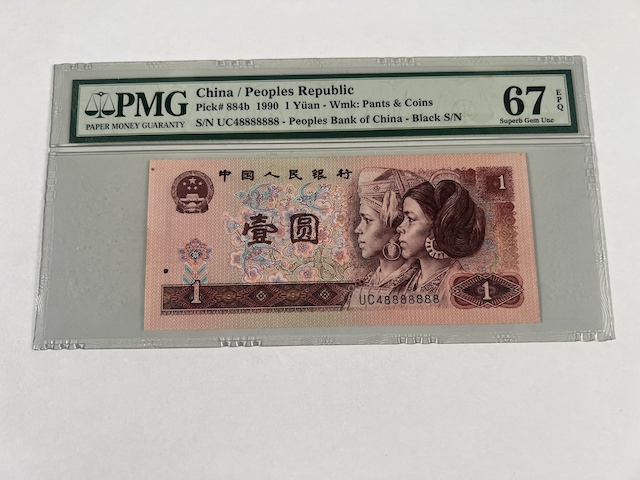 PMG
PAPER MONEY GUARANTY
China / Peoples Republic
Pick# 884b 1990 1 Yüan - Wmk: Pants & Coins
S/N UC48888888 - Peoples Bank of China - Black S/N
67 EPQ
Superb Gem Unc
中国人民银行
1
壹圆
1
UC48888888
1